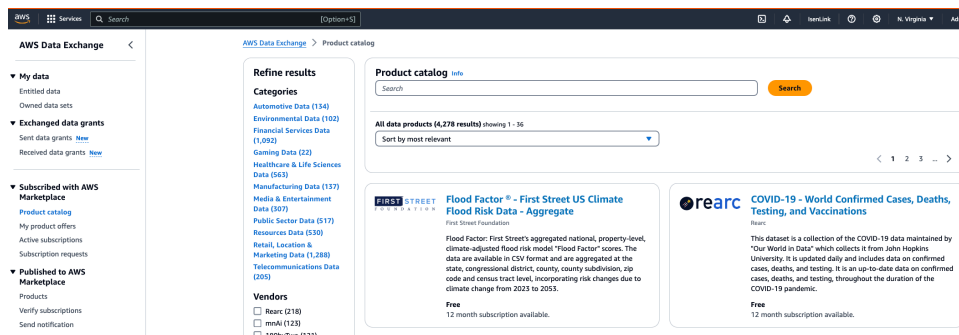 aws
Services
Search
[Option+S]
IsenLink
N. Virginia
AWS Data Exchange
My data
Entitled data
Owned data sets
Exchanged data grants
Sent data grants New
Received data grants New
Subscribed with AWS
Marketplace
Product catalog
My product offers
Active subscriptions
Subscription requests
Published to AWS
Marketplace
Products
Verify subscriptions
Send notification
AWS Data Exchange > Product catalog
Refine results
Categories
Automotive Data (134)
Environmental Data (102)
Financial Services Data
(1,092)
Gaming Data (22)
Healthcare & Life Sciences
Data (563)
Manufacturing Data (137)
Media & Entertainment
Data (307)
Public Sector Data (517)
Resources Data (530)
Retail, Location &
Marketing Data (1,288)
Telecommunications Data
(205)
Vendors
Rearc (218)
mnAi (123)
Product catalog Info
Search
Search
All data products (4,278 results) showing 1 - 36
Sort by most relevant
< 1 2 3 ... >
FIRST STREET
FOUNDATION
Flood Factor ® - First Street US Climate
Flood Risk Data - Aggregate
First Street Foundation
Flood Factor: First Street's aggregated national, property-level,
climate-adjusted flood risk model "Flood Factor" scores. The
data are available in CSV format and are aggregated at the
state, congressional district, county, county subdivision, zip
code and census tract level, incorporating risk changes due to
climate change from 2023 to 2053.
Free
12 month subscription available.
rearc
COVID-19 - World Confirmed Cases, Deaths,
Testing, and Vaccinations
Rearc
This dataset is a collection of the COVID-19 data maintained by
"Our World in Data" which collects it from John Hopkins
University. It is updated daily and includes data on confirmed
cases, deaths, and testing. It is an up-to-date data on confirmed
cases, deaths, and testing, throughout the duration of the
COVID-19 pandemic.
Free
12 month subscription available.